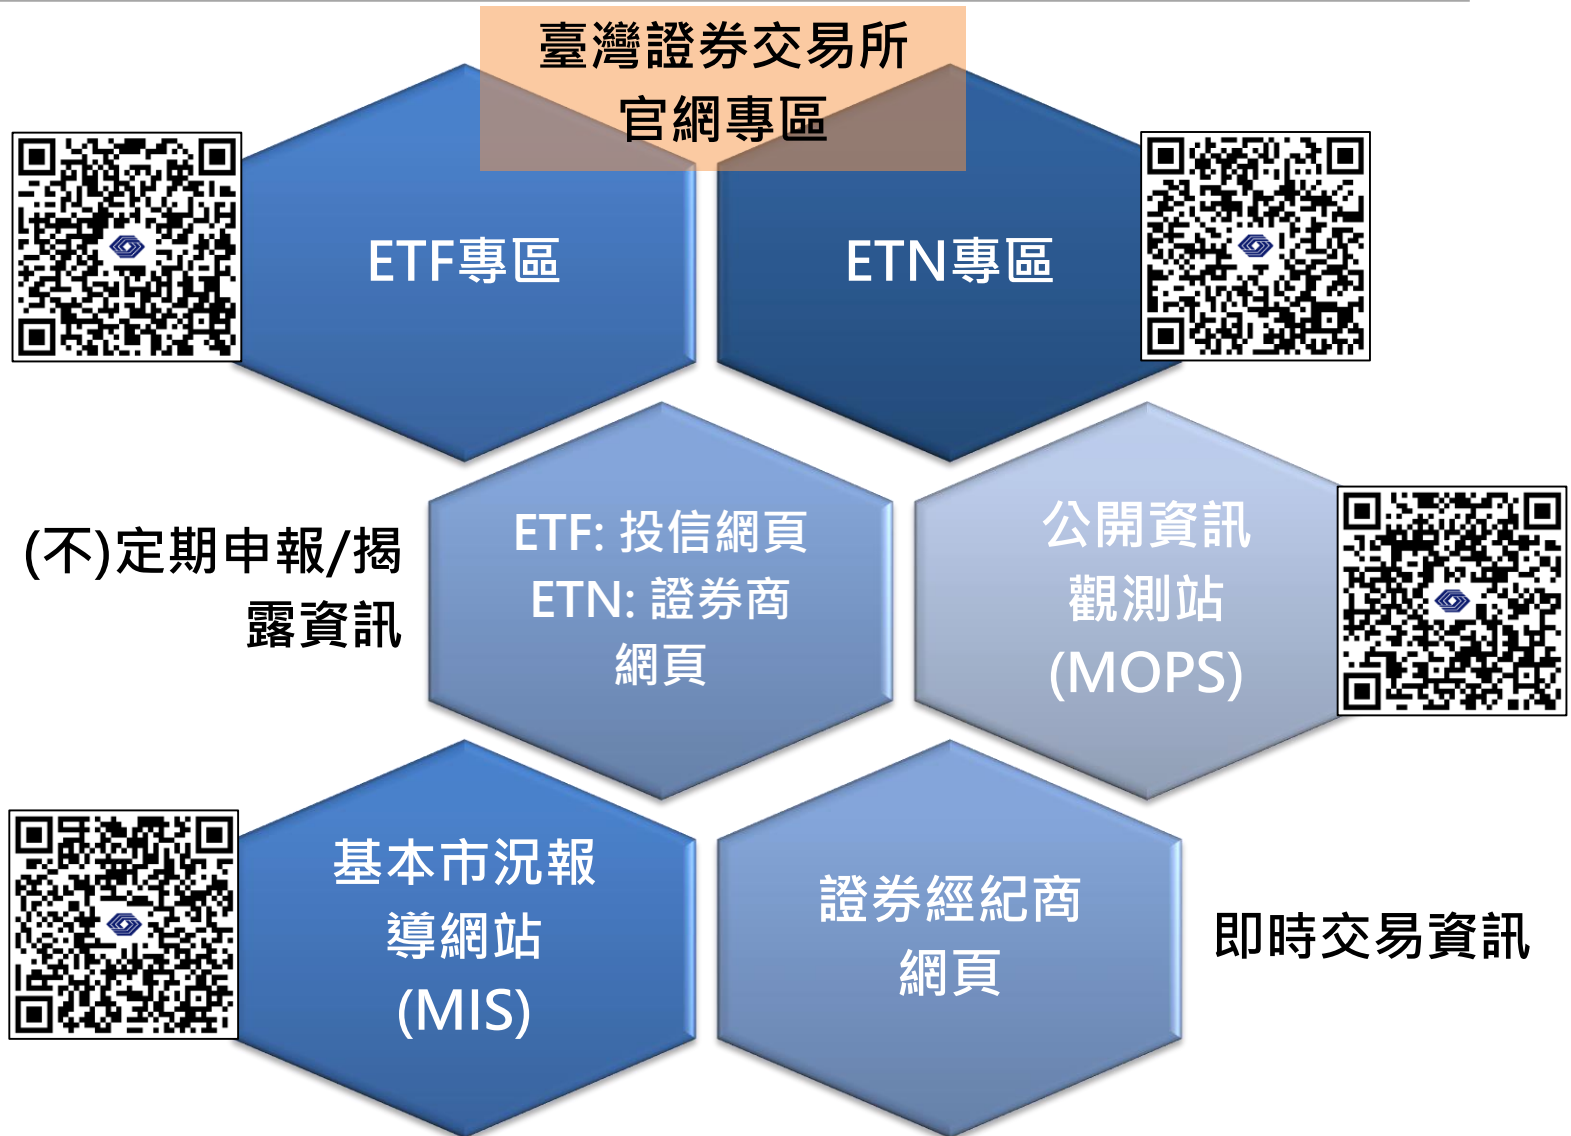 臺灣證券交易所
官網專區
ETF專區
ETN專區
(不)定期申報/揭
露資訊
ETF: 投信網頁
ETN: 證券商
網頁
公開資訊
觀測站
(MOPS)
基本市況報
導網站
(MIS)
證券經紀商
網頁
即時交易資訊